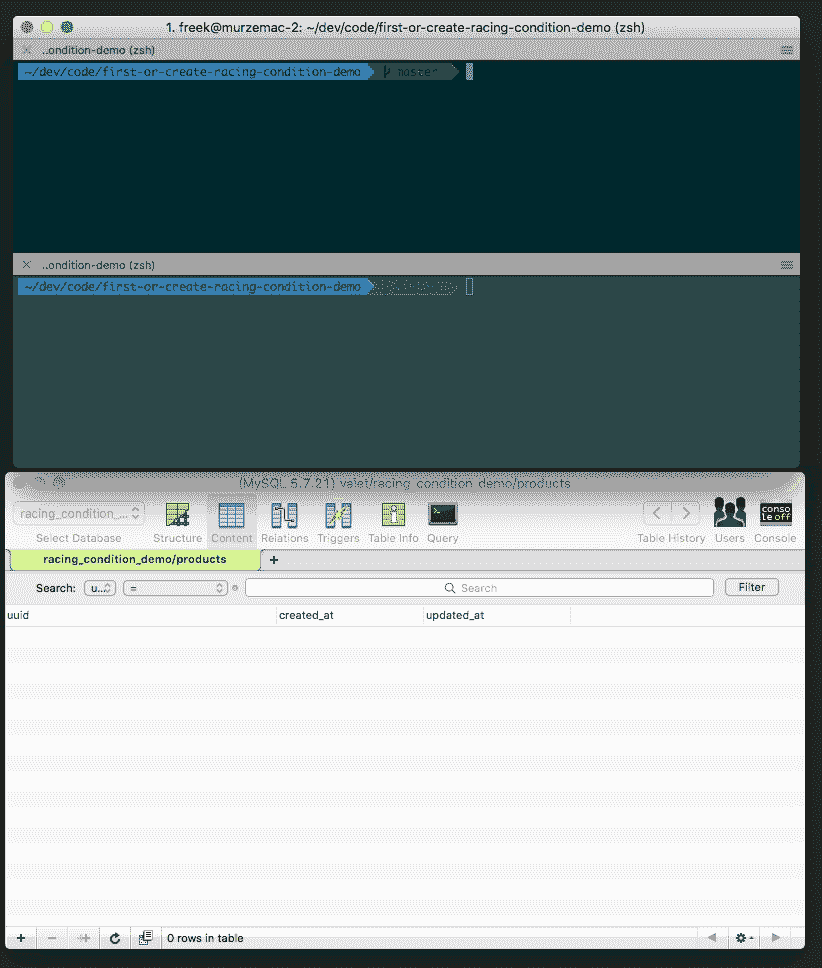 1. freek@murzemac-2: ~/dev/code/first-or-create-racing-condition-demo (zsh)
..ondition-demo (zsh)
~/dev/code/first-or-create-racing-condition-demo master
..ondition-demo (zsh)
~/dev/code/first-or-create-racing-condition-demo
(MySQL 5.7.21) valet/racing_condition_demo/products
racing_condition_...
conso
le off
Select Database Structure Content Relations Triggers Table Info Query Table History Users Console
racing_condition_demo/products +
Search: u... = Search Filter
uuid created_at updated_at
0 rows in table